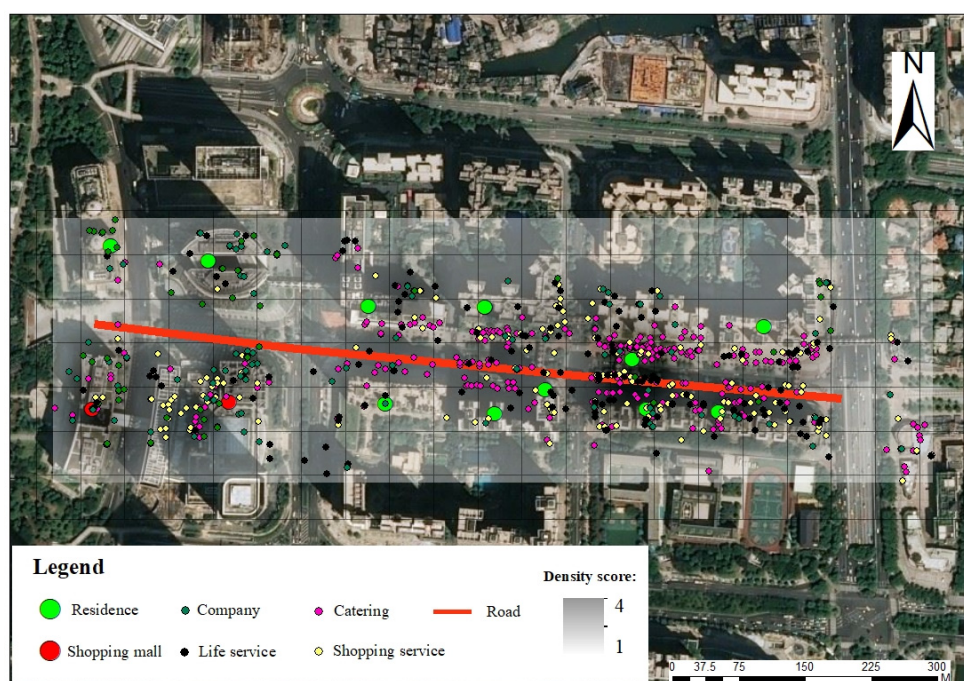 N
Legend
Density score:
Residence
Company
Catering
Road
4
1
Shopping mall
Life service
Shopping service
0 37.5 75 150 225 300
M